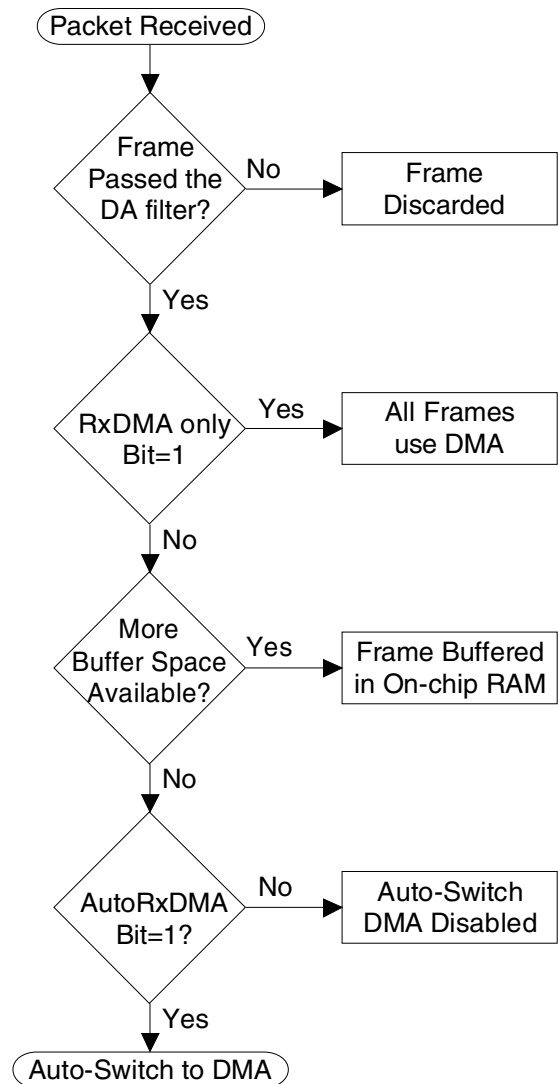 Packet Received
Frame
Passed the
DA filter?
No
Frame
Discarded
Yes
RxDMA only
Bit=1
Yes
All Frames
use DMA
No
More
Buffer Space
Available?
Yes
Frame Buffered
in On-chip RAM
No
AutoRxDMA
Bit=1?
No
Auto-Switch
DMA Disabled
Yes
Auto-Switch to DMA